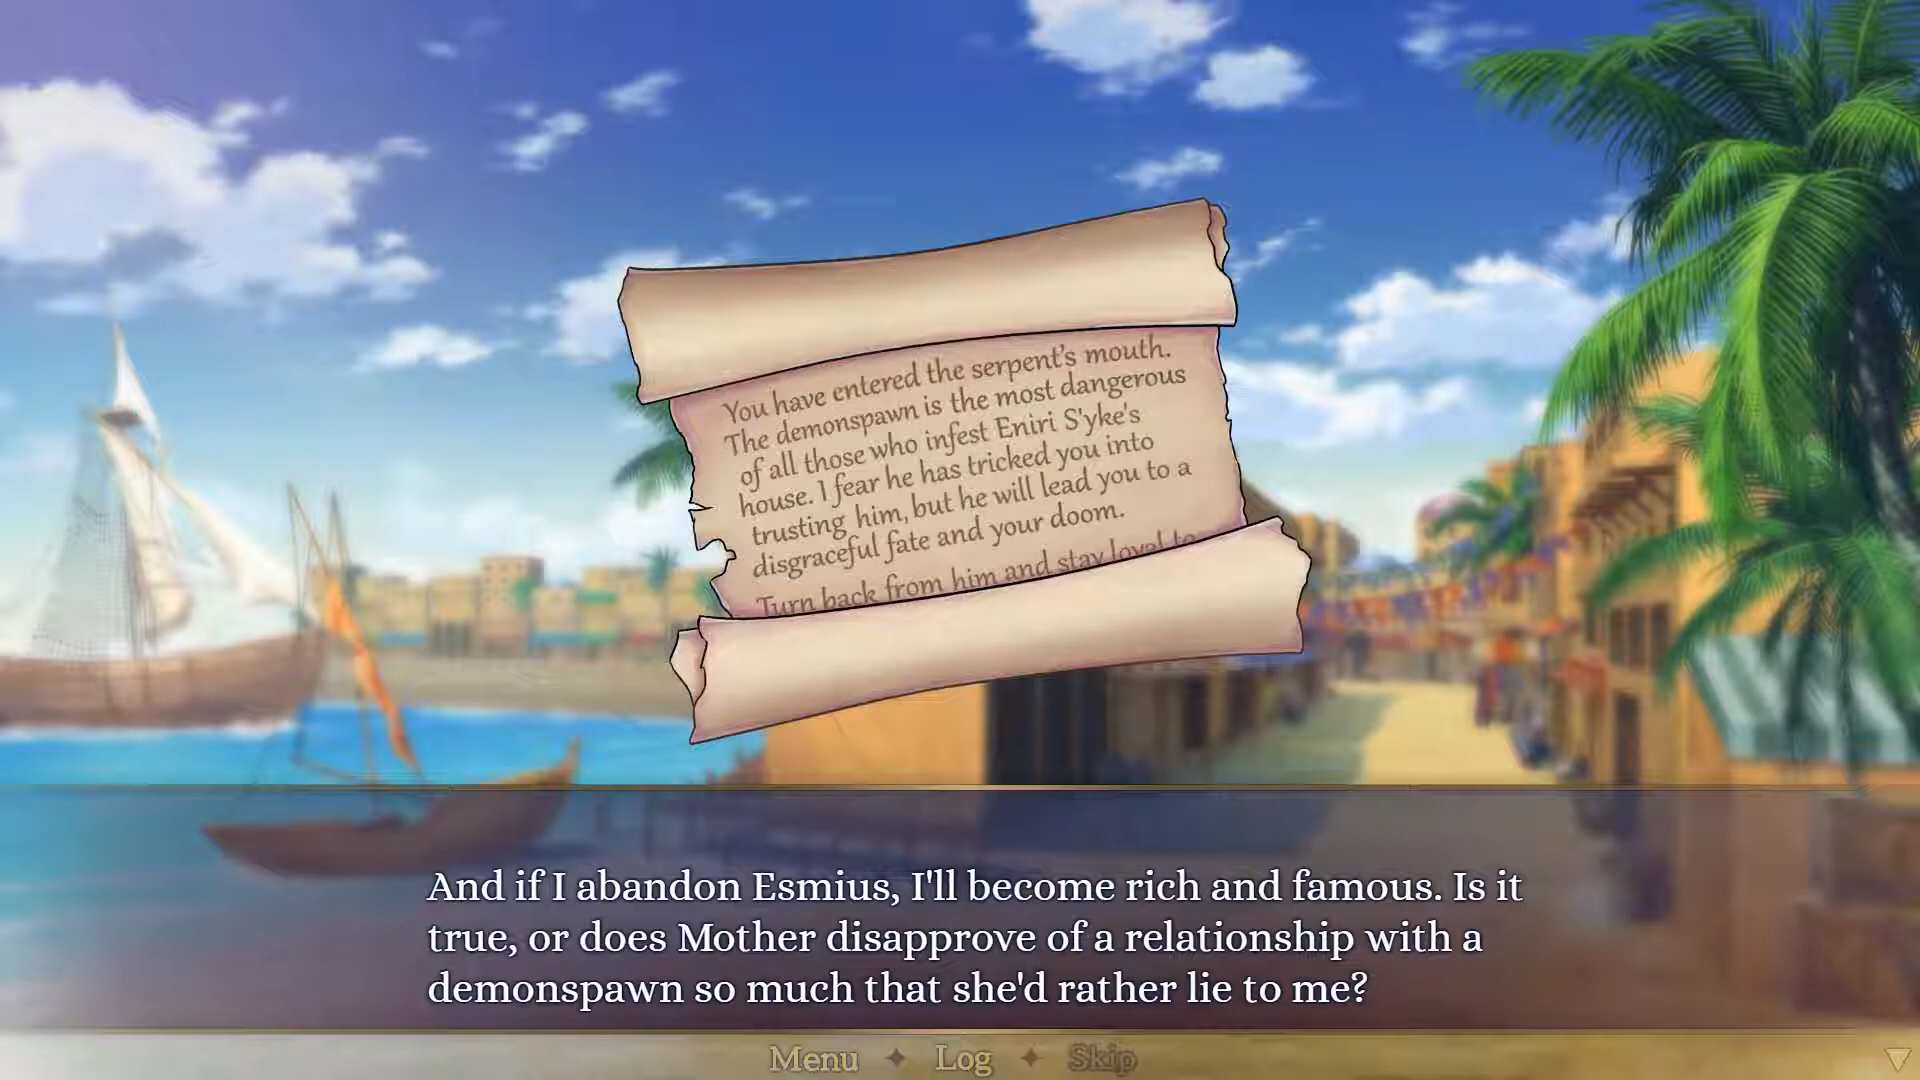 You have entered the serpent's mouth.
The demonspawn is the most dangerous
of all those who infest Eniri S'yke's
house. I fear he has tricked you into
trusting him, but he will lead you to a
disgraceful fate and your doom.
Turn back from him and stay loyal to
And if I abandon Esmius, I'll become rich and famous. Is it
true, or does Mother disapprove of a relationship with a
demonspawn so much that she'd rather lie to me?
Menu ✦ Log ✦ Skip